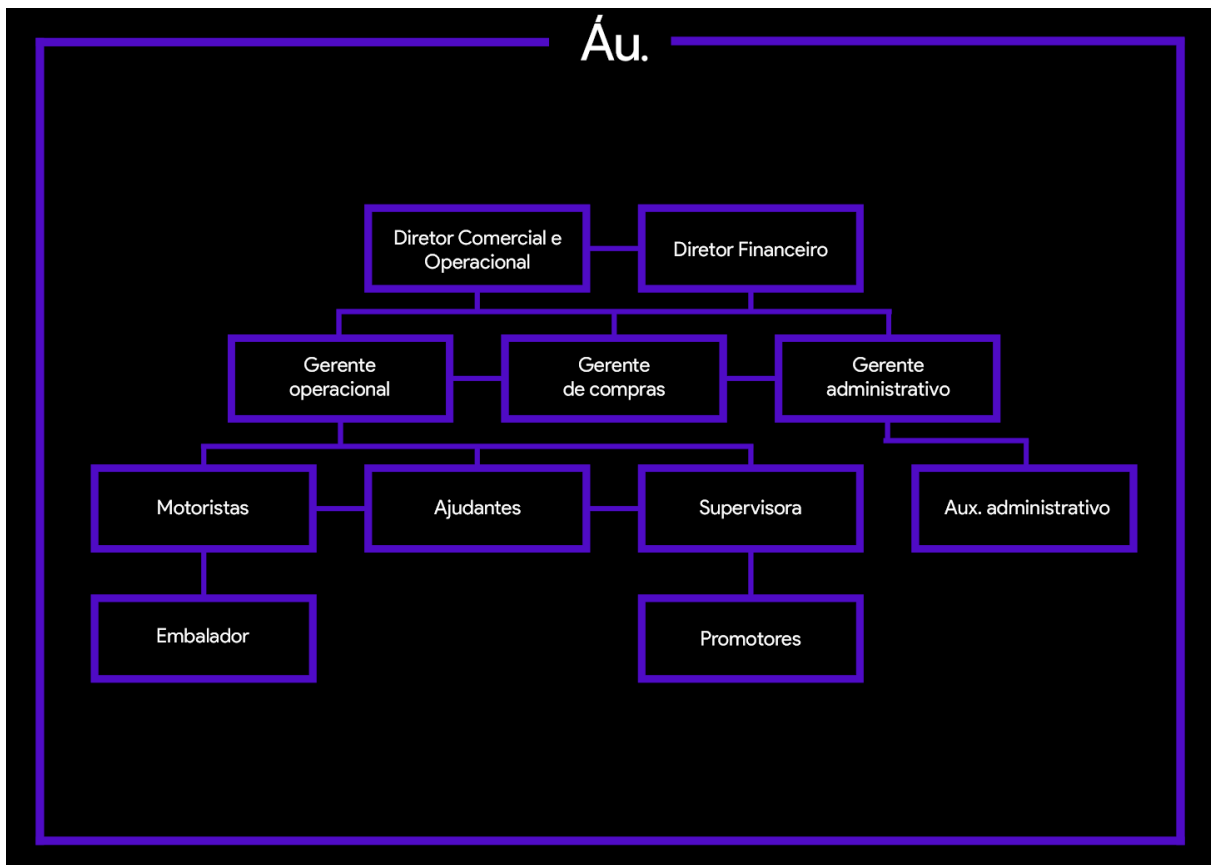 Áu.
Diretor Comercial e
Operacional
Diretor Financeiro
Gerente
operacional
Gerente
de compras
Gerente
administrativo
Motoristas
Ajudantes
Supervisora
Aux. administrativo
Embalador
Promotores